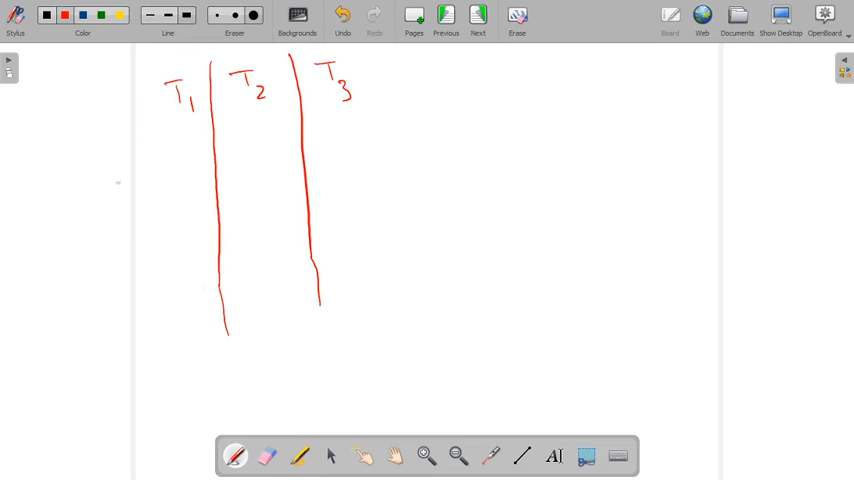 Stylus Color Line Eraser Backgrounds Undo Redo Pages Previous Next Erase Board Web Documents Show Desktop OpenBoard
T1 T2 T3